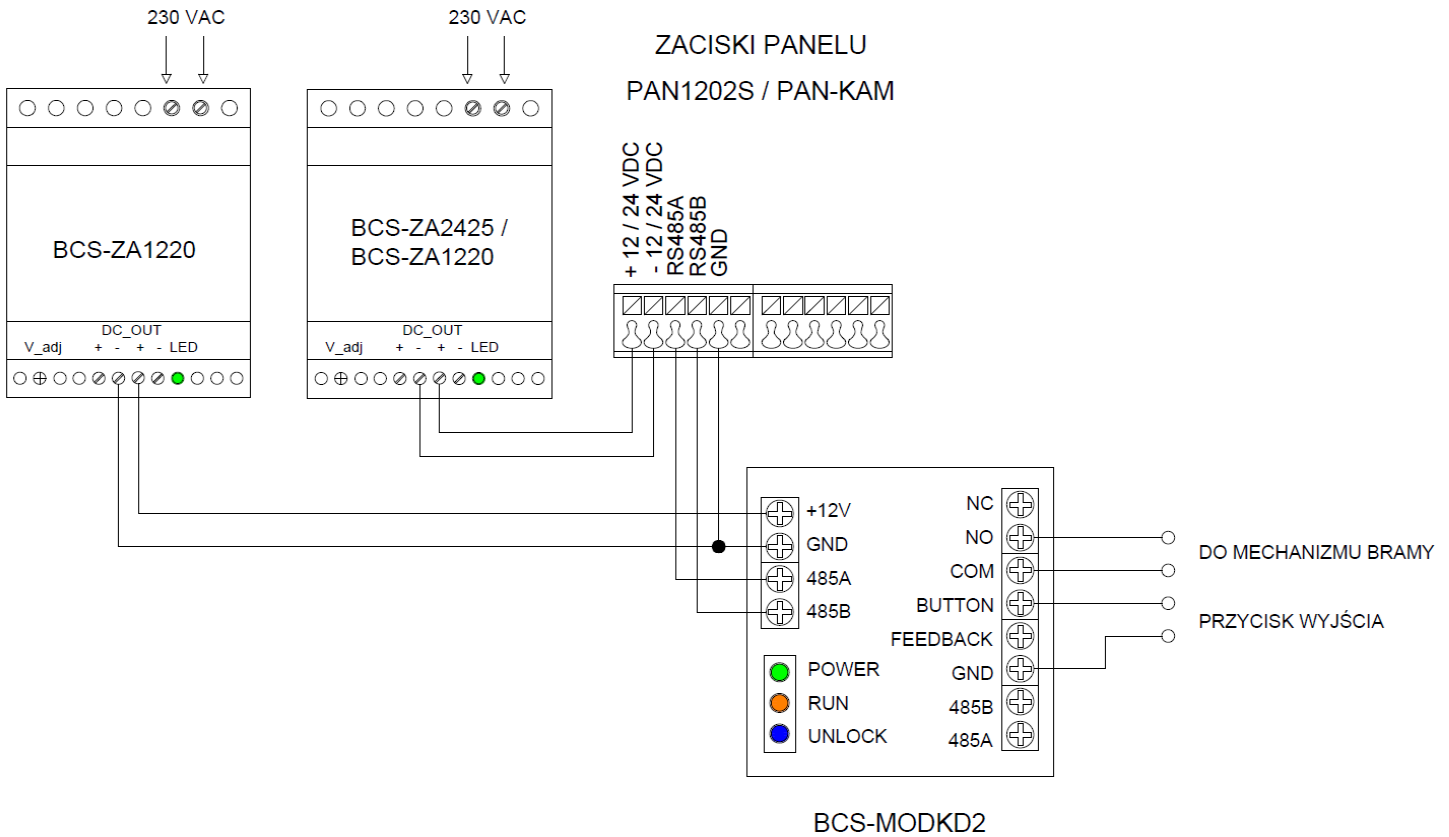 230 VAC
230 VAC
ZACISKI PANELU
PAN1202S / PAN-KAM
+ 12 / 24 VDC
- 12 / 24 VDC
RS485A
RS485B
GND
BCS-ZA1220
BCS-ZA2425 /
BCS-ZA1220
DC_OUT
V_adj + - + - LED
DC_OUT
V_adj + - + - LED
+12V
GND
485A
485B
POWER
RUN
UNLOCK
NC
NO
COM
BUTTON
FEEDBACK
GND
485B
485A
DO MECHANIZMU BRAMY
PRZYCISK WYJŚCIA
BCS-MODKD2